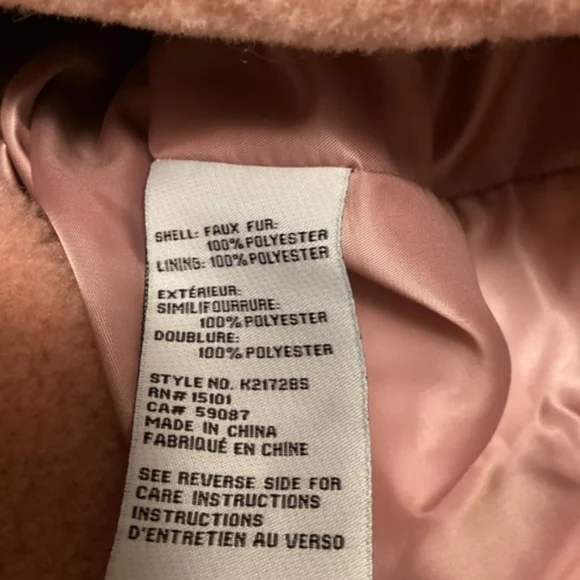 SHELL: FAUX FUR:
100% POLYESTER
LINING: 100% POLYESTER
EXTÉRIEUR:
SIMILIFOURRURE:
100% POLYESTER
DOUBLURE:
100% POLYESTER
STYLE NO. K21728S
RN# 15101
CA# 59087
MADE IN CHINA
FABRIQUÉ EN CHINE
SEE REVERSE SIDE FOR
CARE INSTRUCTIONS
INSTRUCTIONS
D'ENTRETIEN AU VERSO